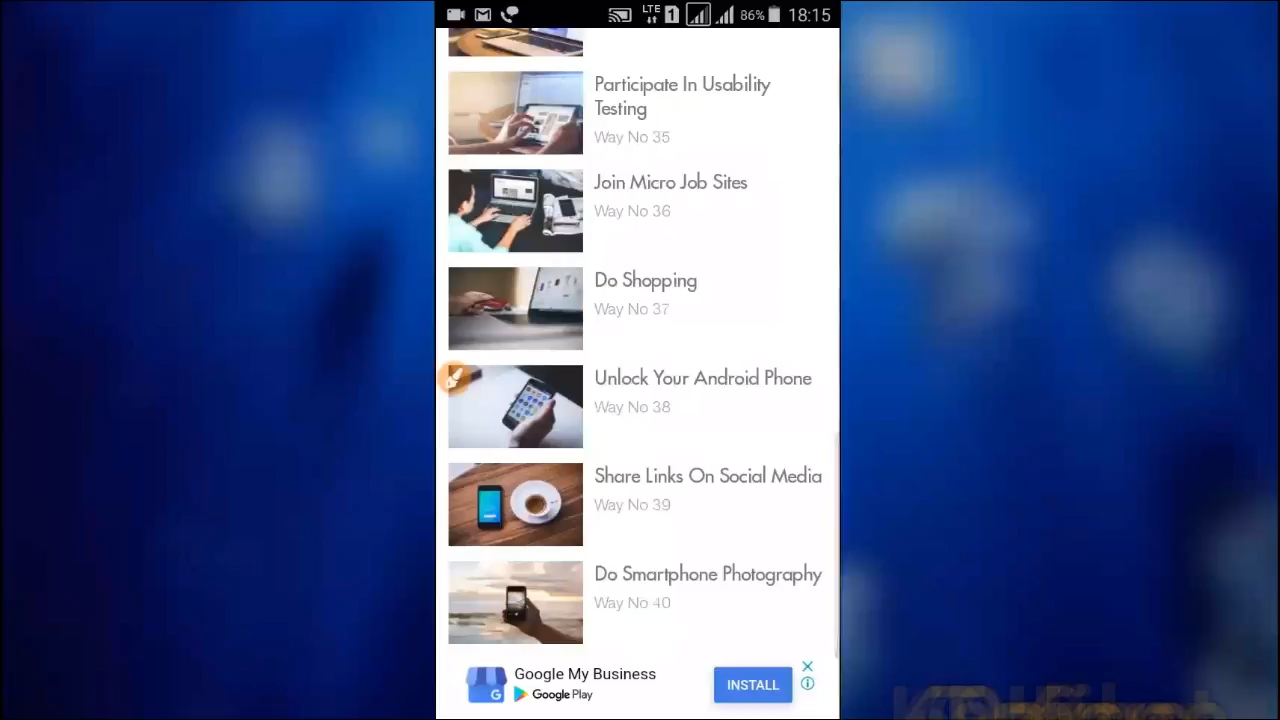 LTE 1 86% 18:15
Participate In Usability
Testing
Way No 35
Join Micro Job Sites
Way No 36
Do Shopping
Way No 37
Unlock Your Android Phone
Way No 38
Share Links On Social Media
Way No 39
Do Smartphone Photography
Way No 40
Google My Business
G
Google Play
INSTALL